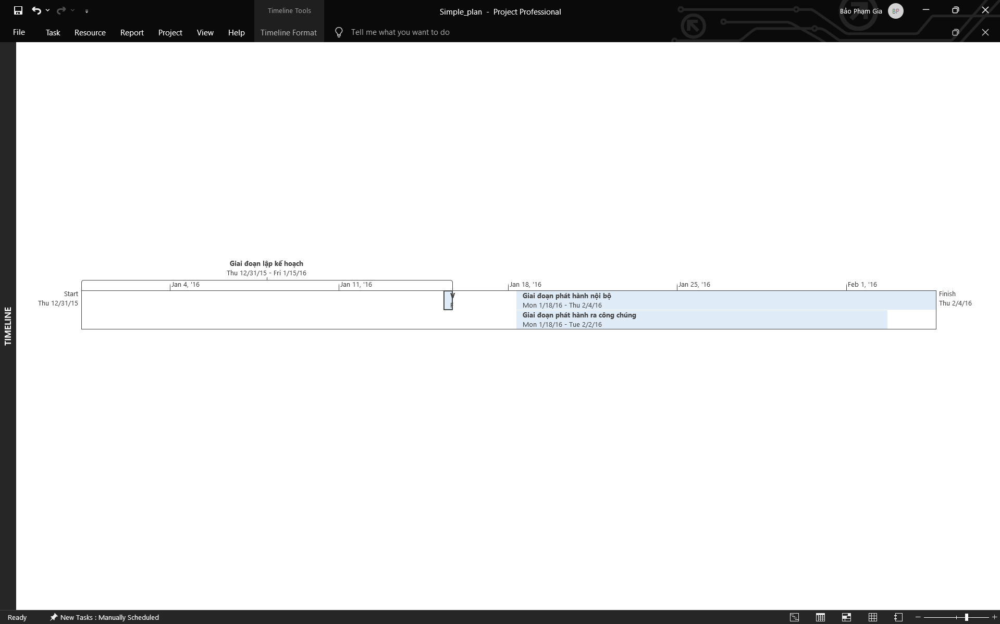 Timeline Tools
Simple_plan - Project Professional
Bảo Phạm Gia BP
File Task Resource Report Project View Help Timeline Format Tell me what you want to do
TIMELINE
Giai đoạn lập kế hoạch
Thu 12/31/15 - Fri 1/15/16
Jan 4, '16 Jan 11, '16 Jan 18, '16 Jan 25, '16 Feb 1, '16
Start
Thu 12/31/15
Giai đoạn phát hành nội bộ
Mon 1/18/16 - Thu 2/4/16
Giai đoạn phát hành ra công chúng
Mon 1/18/16 - Tue 2/2/16
Finish
Thu 2/4/16
Ready New Tasks : Manually Scheduled